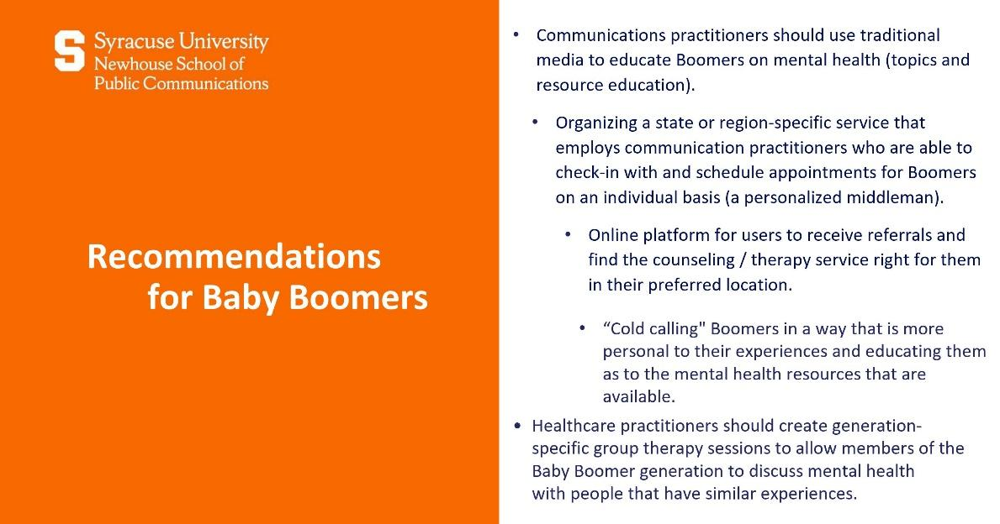 S
Syracuse University
Newhouse School of
Public Communications
Recommendations
for Baby Boomers
• Communications practitioners should use traditional
media to educate Boomers on mental health (topics and
resource education).
• Organizing a state or region-specific service that
employs communication practitioners who are able to
check-in with and schedule appointments for Boomers
on an individual basis (a personalized middleman).
• Online platform for users to receive referrals and
find the counseling / therapy service right for them
in their preferred location.
• “Cold calling" Boomers in a way that is more
personal to their experiences and educating them
as to the mental health resources that are
available.
• Healthcare practitioners should create generation-
specific group therapy sessions to allow members of the
Baby Boomer generation to discuss mental health
with people that have similar experiences.